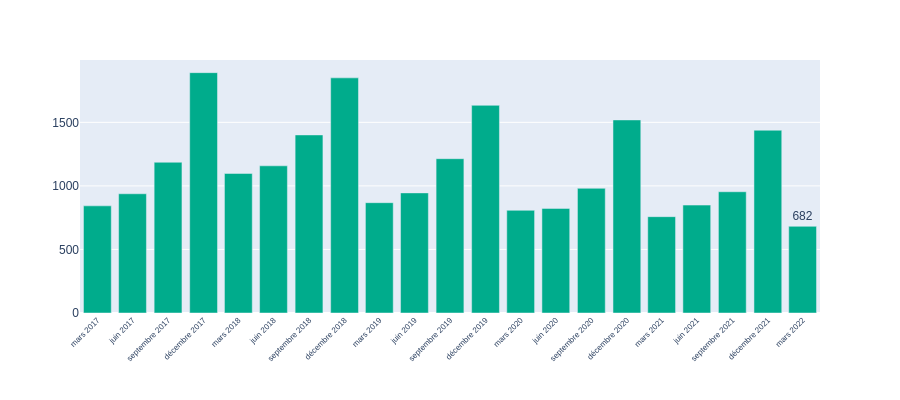 1500
1000
500
0
682
mars 2017
juin 2017
septembre 2017
décembre 2017
mars 2018
juin 2018
septembre 2018
décembre 2018
mars 2019
juin 2019
septembre 2019
décembre 2019
mars 2020
juin 2020
septembre 2020
décembre 2020
mars 2021
juin 2021
septembre 2021
décembre 2021
mars 2022